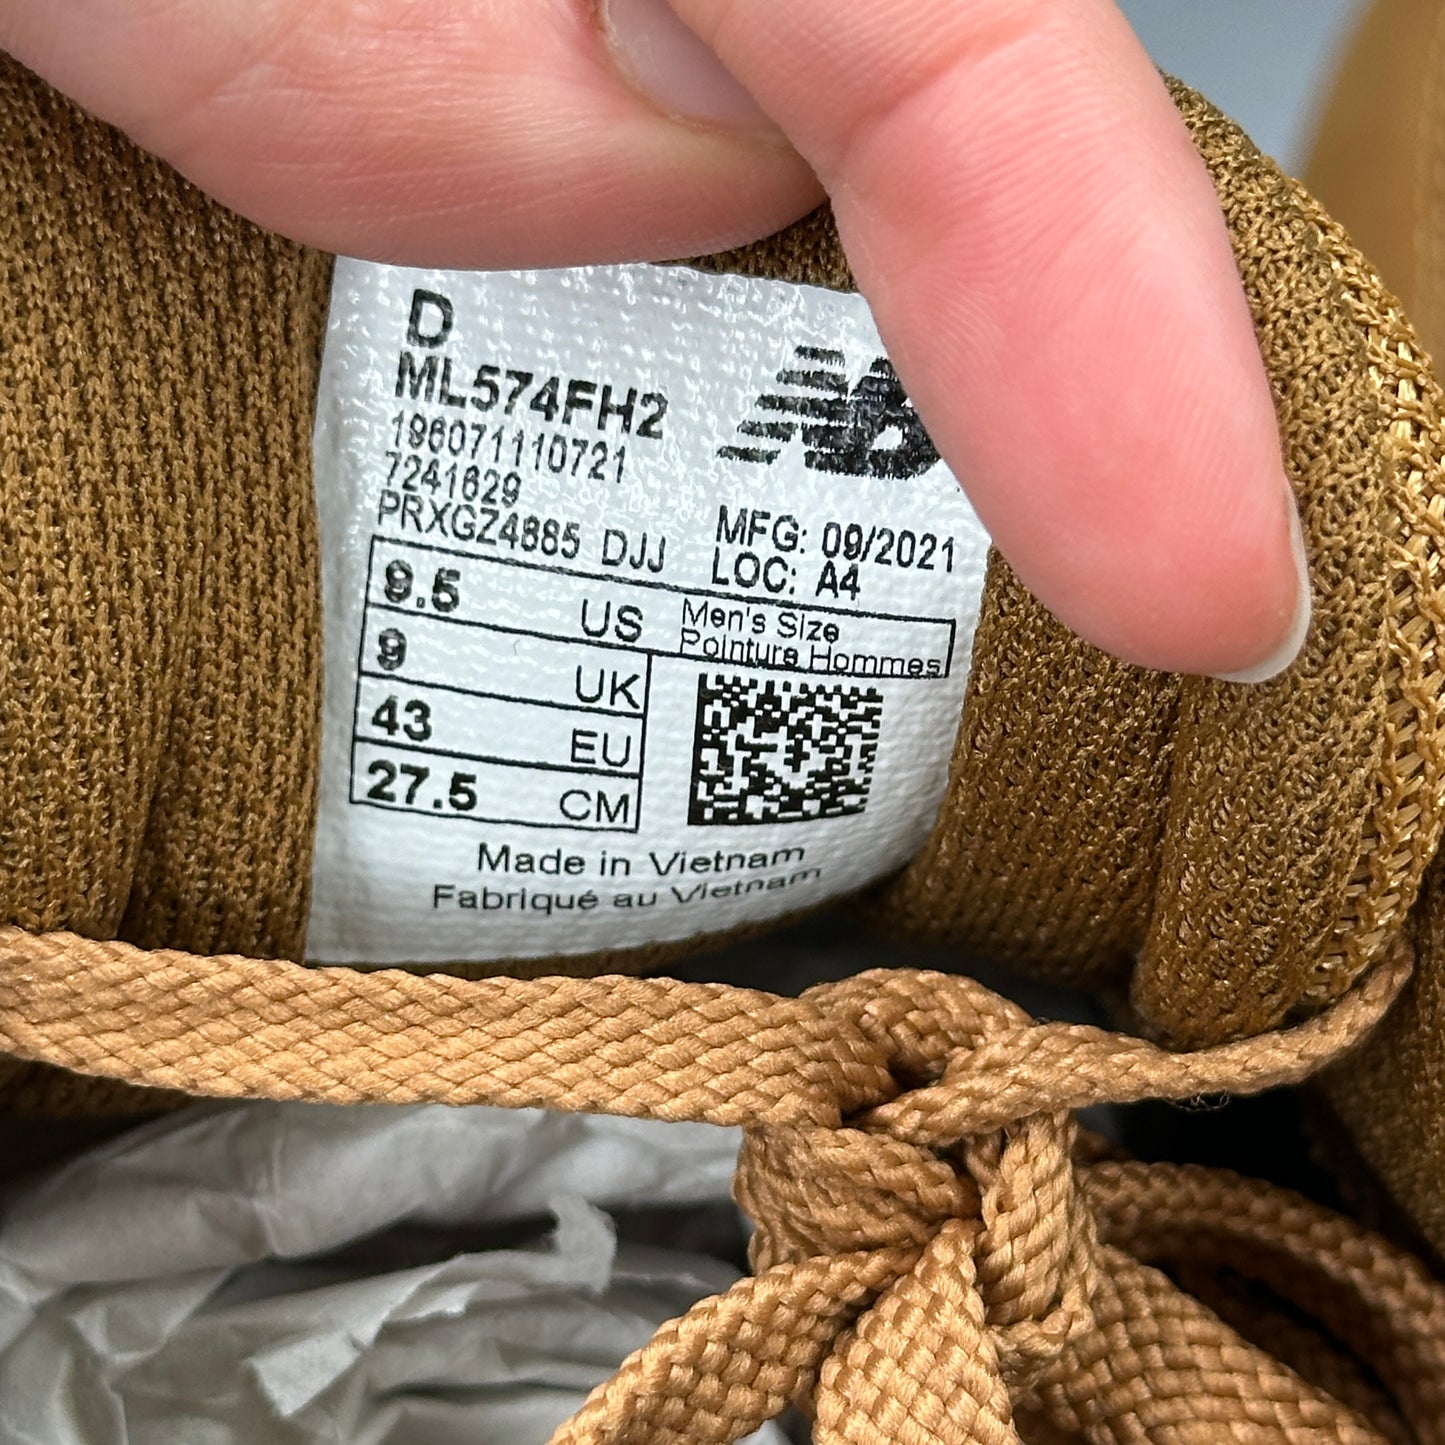 D
ML574FH2
196071110721
7241629
PRXGZ4885 DJJ
MFG: 09/2021
LOC: A4
9.5 US
Men's Size
Pointure Hommes
9 UK
43 EU
27.5 CM
Made in Vietnam
Fabriqué au Vietnam